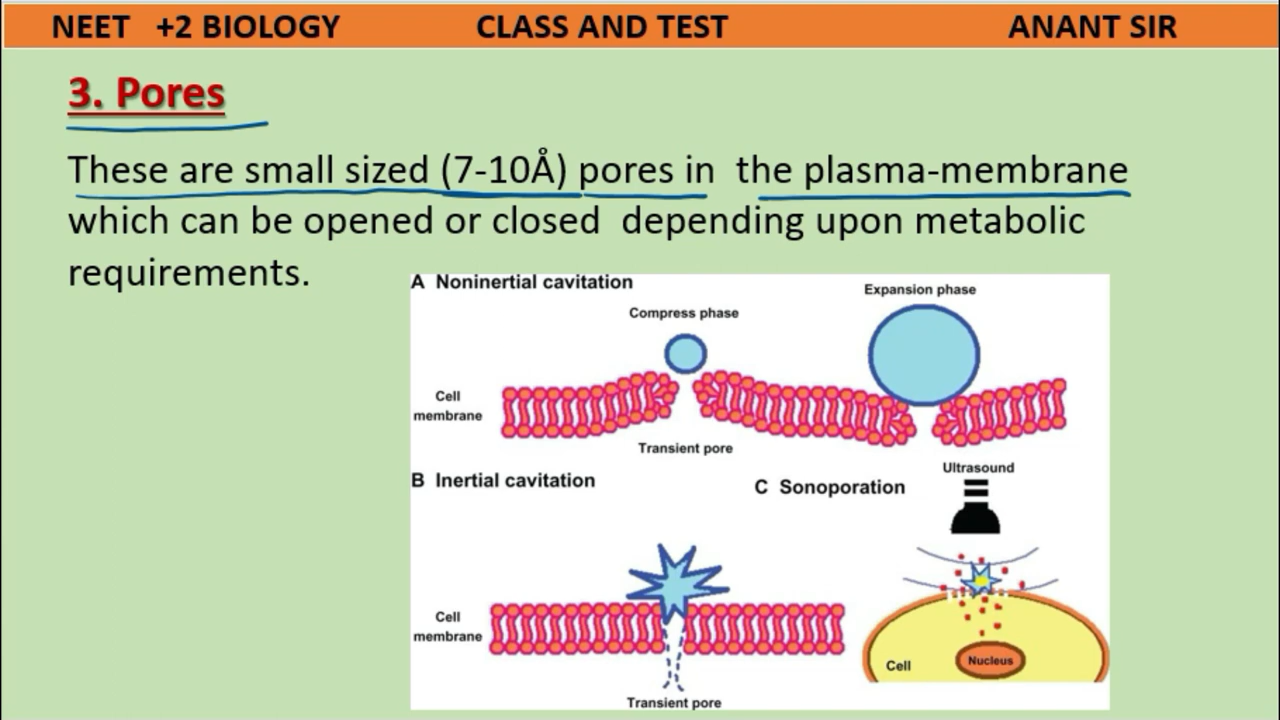 NEET +2 BIOLOGY CLASS AND TEST ANANT SIR
3. Pores
These are small sized (7-10Å) pores in the plasma-membrane
which can be opened or closed depending upon metabolic
requirements.
A Noninertial cavitation
Expansion phase
Compress phase
Cell
membrane
Transient pore
B Inertial cavitation
C Sonoporation
Ultrasound
Cell
membrane
Transient pore
Cell
Nucleus